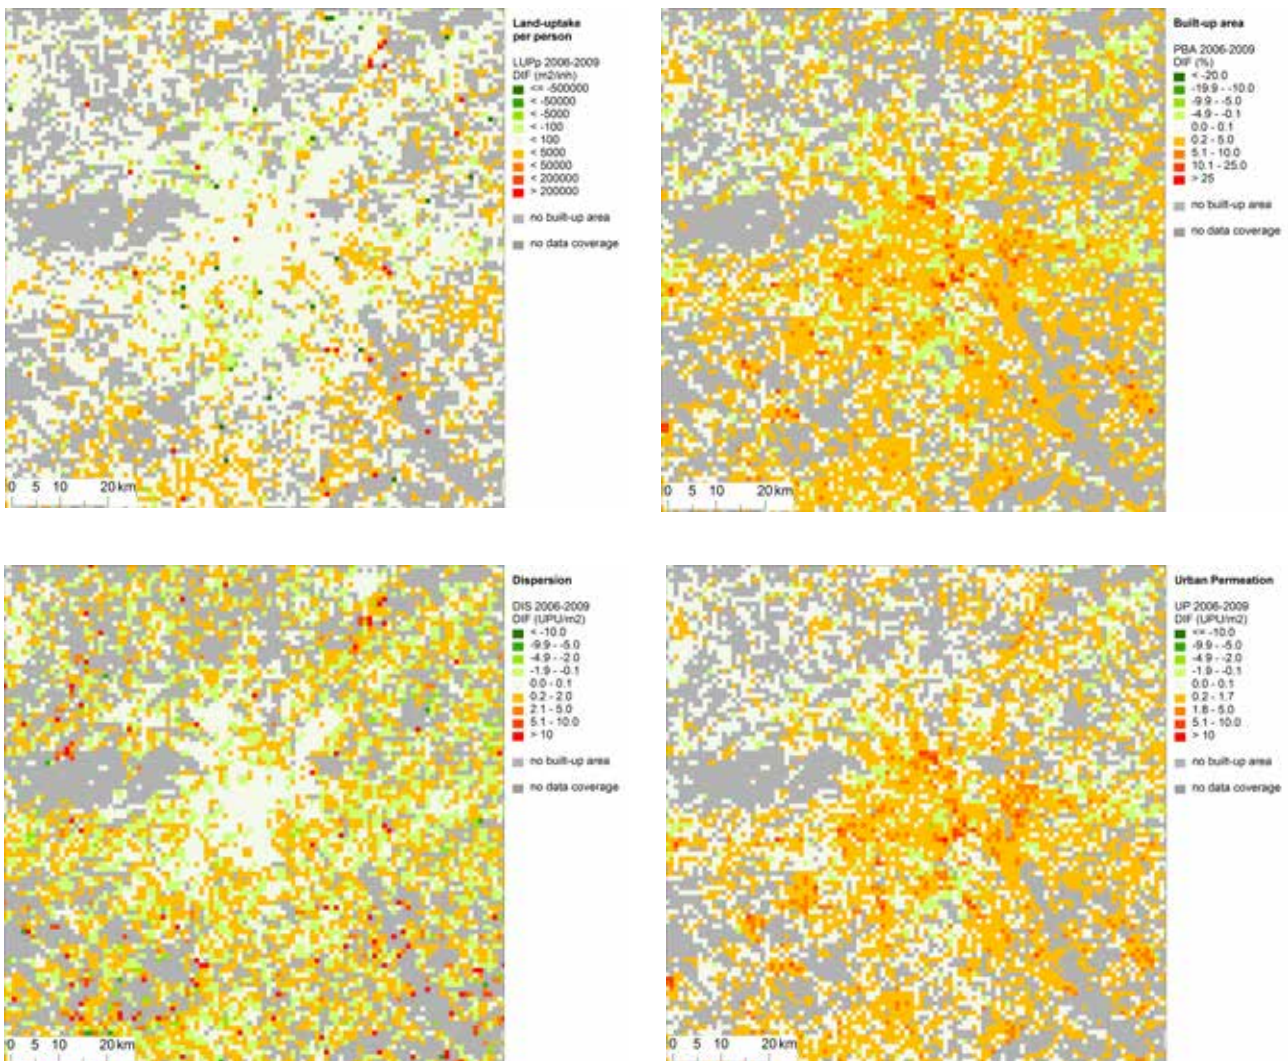 Land-uptake
per person
LUPp 2006-2009
DIF (m2/inh)
<= -500000
< -50000
< -5000
< -100
< 100
< 5000
< 50000
< 200000
> 200000
no built-up area
no data coverage
0 5 10 20 km
Built-up area
PBA 2006-2009
DIF (%)
< -20.0
-19.9 - -10.0
-9.9 - -5.0
-4.9 - -0.1
0.0 - 0.1
0.2 - 5.0
5.1 - 10.0
10.1 - 25.0
> 25
no built-up area
no data coverage
0 5 10 20 km
Dispersion
DIS 2006-2009
DIF (UPU/m2)
< -10.0
-9.9 - -5.0
-4.9 - -2.0
-1.9 - -0.1
0.0 - 0.1
0.2 - 2.0
2.1 - 5.0
5.1 - 10.0
> 10
no built-up area
no data coverage
0 5 10 20 km
Urban Permeation
UP 2006-2009
DIF (UPU/m2)
<= -10.0
-9.9 - -5.0
-4.9 - -2.0
-1.9 - -0.1
0.0 - 0.1
0.2 - 1.7
1.8 - 5.0
5.1 - 10.0
> 10
no built-up area
no data coverage
0 5 10 20 km